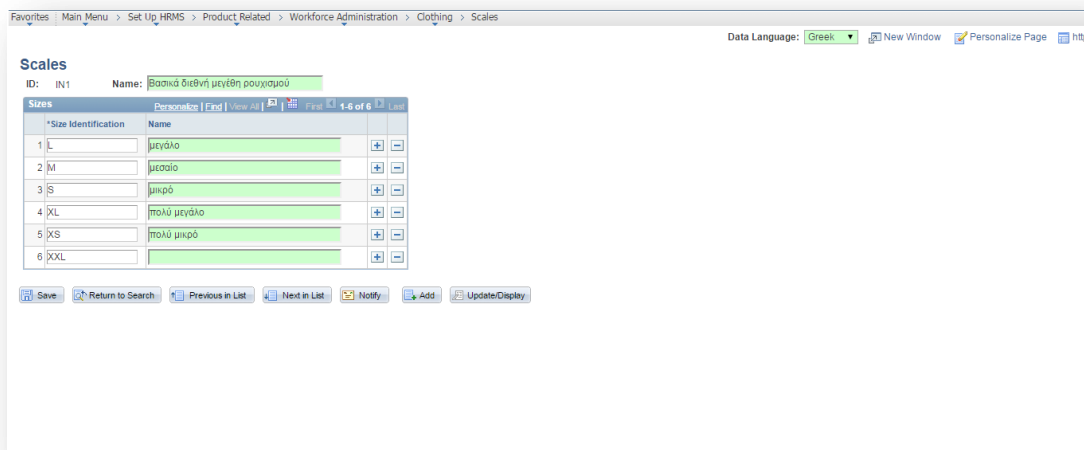 Favorites Main Menu > Set Up HRMS > Product Related > Workforce Administration > Clothing > Scales
Data Language: Greek New Window Personalize Page htt
Scales
ID: IN1 Name: Βασικά διεθνή μεγέθη ρουχισμού
Sizes Personalize | Find | View All | | First 1-6 of 6 Last
*Size Identification Name
1 L μεγάλο
2 M μεσαίο
3 S μικρό
4 XL πολύ μεγάλο
5 XS πολύ μικρό
6 XXL
Save Return to Search Previous in List Next in List Notify Add Update/Display